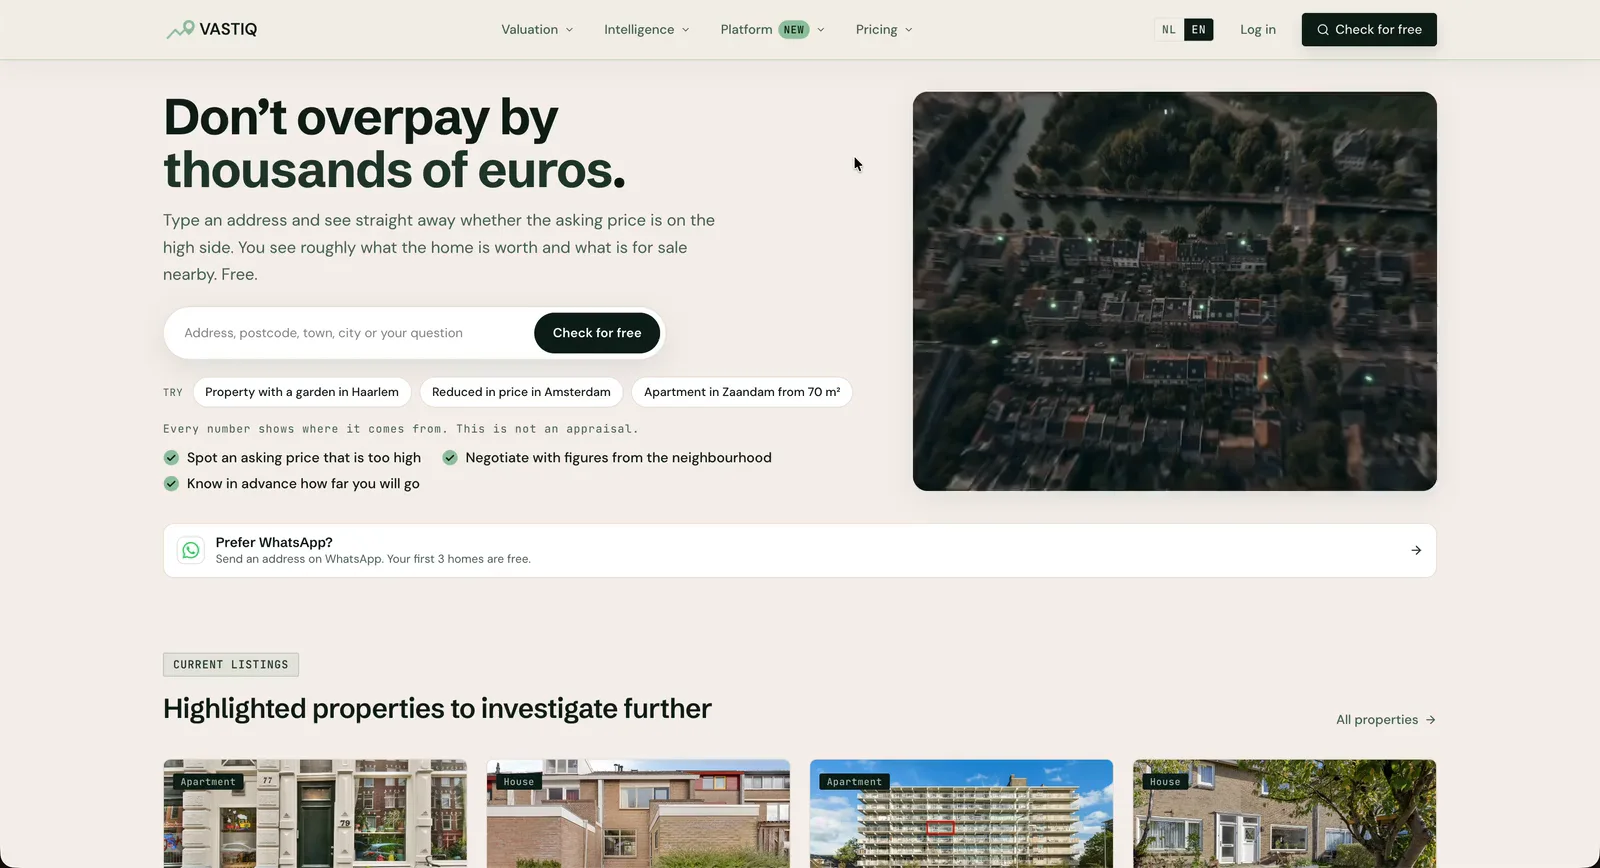 VASTIQ
Valuation
Intelligence
Platform NEW
Pricing
NL EN
Log in
Check for free
Don’t overpay by
thousands of euros.
Type an address and see straight away whether the asking price is on the
high side. You see roughly what the home is worth and what is for sale
nearby. Free.
Address, postcode, town, city or your question
Check for free
TRY
Property with a garden in Haarlem
Reduced in price in Amsterdam
Apartment in Zaandam from 70 m²
Every number shows where it comes from. This is not an appraisal.
Spot an asking price that is too high
Negotiate with figures from the neighbourhood
Know in advance how far you will go
Prefer WhatsApp?
Send an address on WhatsApp. Your first 3 homes are free.
CURRENT LISTINGS
Highlighted properties to investigate further
All properties
Apartment
77
79
House
Apartment
House